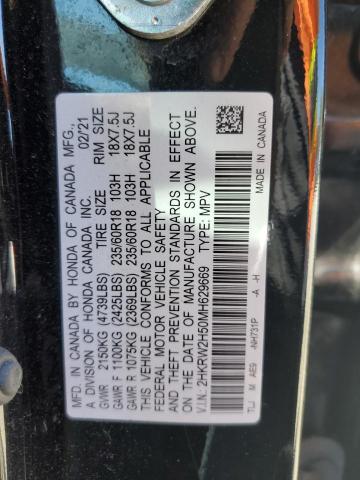 MFD. IN CANADA BY HONDA OF CANADA MFG.,
A DIVISION OF HONDA CANADA INC. 02/21
GVWR 2150KG (4739LBS) TIRE SIZE RIM SIZE
GAWR F 1100KG (2425LBS) 235/60R18 103H 18X7.5J
GAWR R 1075KG (2369LBS) 235/60R18 103H 18X7.5J
THIS VEHICLE CONFORMS TO ALL APPLICABLE
FEDERAL MOTOR VEHICLE SAFETY
AND THEFT PREVENTION STANDARDS IN EFFECT
ON THE DATE OF MANUFACTURE SHOWN ABOVE.
V.I.N.: 2HKRW2H50MH629669 TYPE: MPV
TLJ M AE9 -NH731P -A -H
MADE IN CANADA